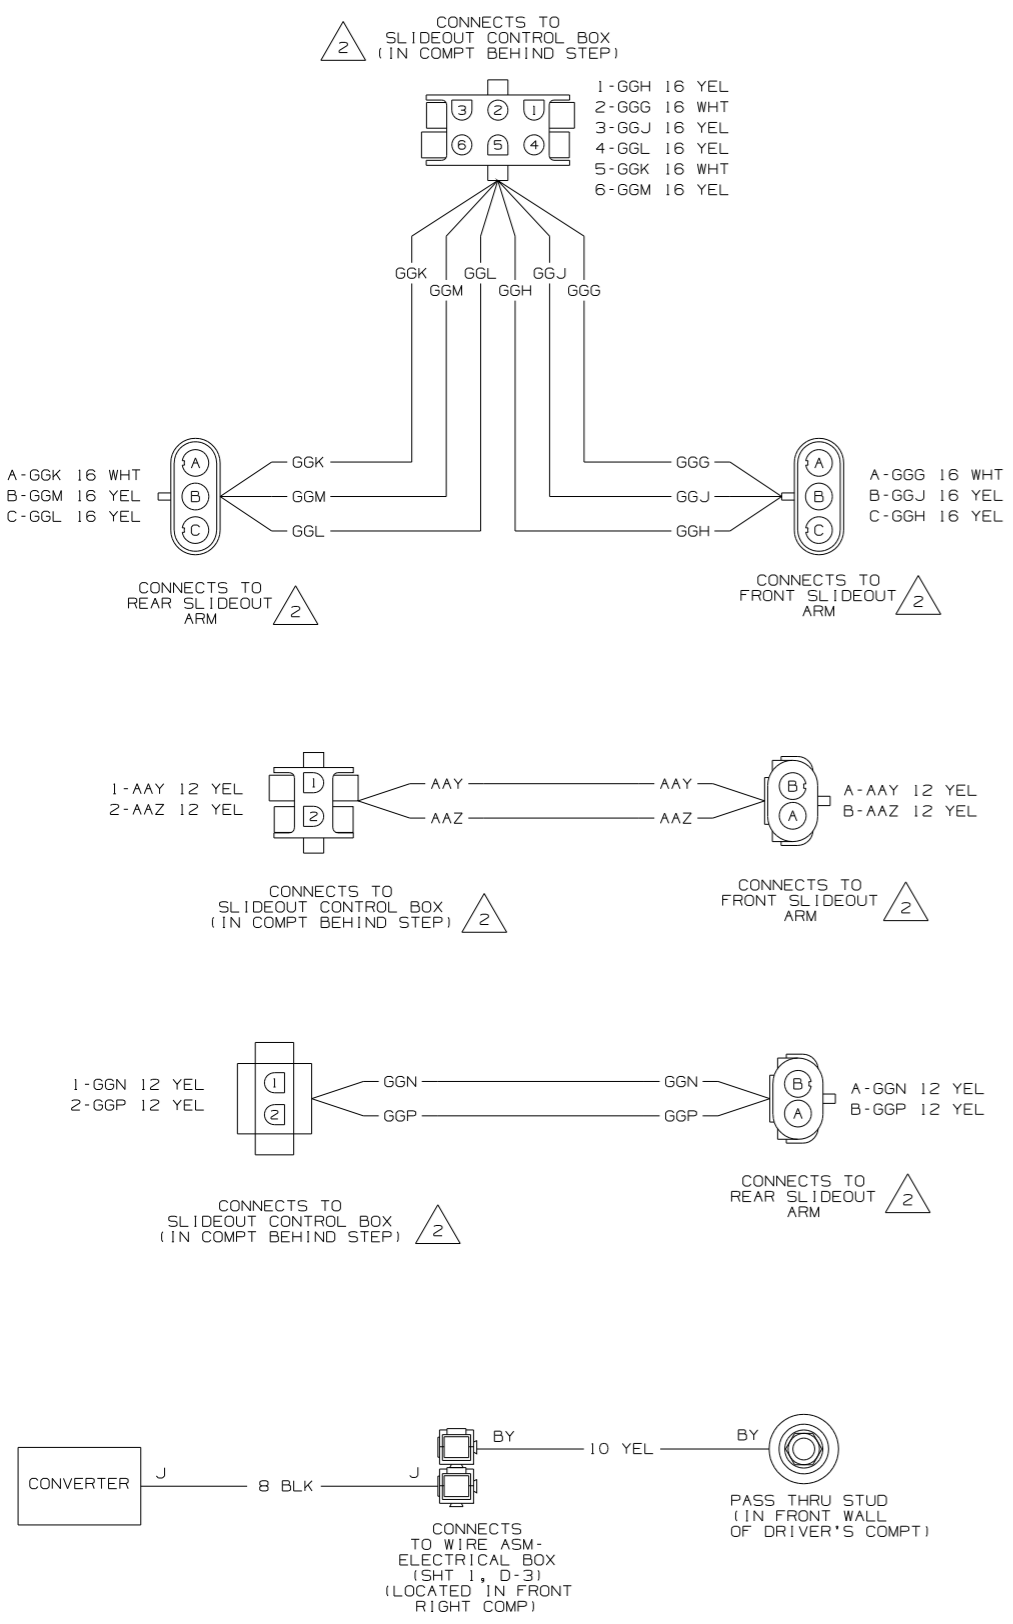 CONNECTS TO
SLIDEOUT CONTROL BOX
(IN COMPT BEHIND STEP)
2
1-GGH 16 YEL
2-GGG 16 WHT
3-GGJ 16 YEL
4-GGL 16 YEL
5-GGK 16 WHT
6-GGM 16 YEL
3 2 1
6 5 4
GGK GGL GGJ
GGM GGH GGG
A-GGK 16 WHT
B-GGM 16 YEL
C-GGL 16 YEL
A
B
C
GGK
GGM
GGL
GGG
GGJ
GGH
A
B
C
A-GGG 16 WHT
B-GGJ 16 YEL
C-GGH 16 YEL
CONNECTS TO
REAR SLIDEOUT
ARM
2
CONNECTS TO
FRONT SLIDEOUT
ARM
2
1-AAY 12 YEL
2-AAZ 12 YEL
1
2
AAY AAY
AAZ AAZ
B
A
A-AAY 12 YEL
B-AAZ 12 YEL
CONNECTS TO
SLIDEOUT CONTROL BOX
(IN COMPT BEHIND STEP)
2
CONNECTS TO
FRONT SLIDEOUT
ARM
2
1-GGN 12 YEL
2-GGP 12 YEL
1
2
GGN GGN
GGP GGP
B
A
A-GGN 12 YEL
B-GGP 12 YEL
CONNECTS TO
SLIDEOUT CONTROL BOX
(IN COMPT BEHIND STEP)
2
CONNECTS TO
REAR SLIDEOUT
ARM
2
CONVERTER
J
8 BLK
J
BY
10 YEL
BY
CONNECTS
TO WIRE ASM-
ELECTRICAL BOX
(SHT 1, D-3)
(LOCATED IN FRONT
RIGHT COMP)
PASS THRU STUD
(IN FRONT WALL
OF DRIVER'S COMPT)